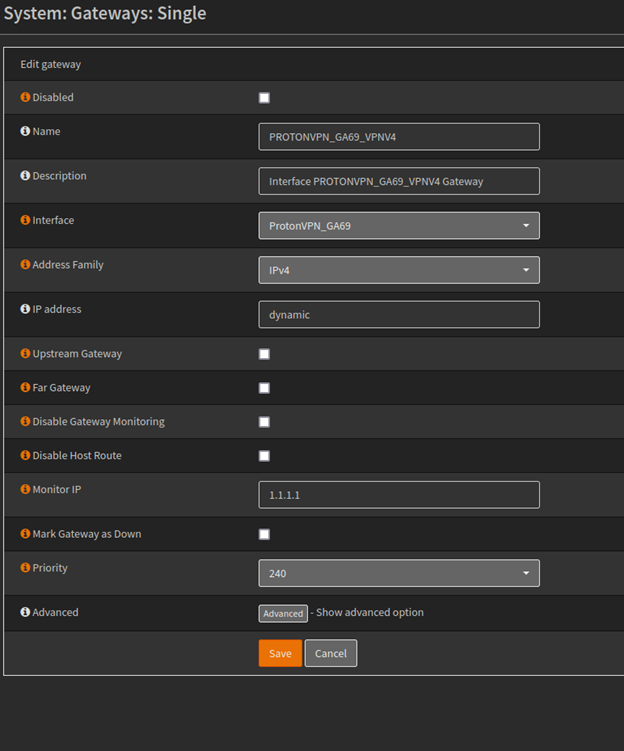 System: Gateways: Single
Edit gateway
Disabled
Name PROTONVPN_GA69_VPNV4
Description Interface PROTONVPN_GA69_VPNV4 Gateway
Interface ProtonVPN_GA69
Address Family IPv4
IP address dynamic
Upstream Gateway
Far Gateway
Disable Gateway Monitoring
Disable Host Route
Monitor IP 1.1.1.1
Mark Gateway as Down
Priority 240
Advanced Advanced - Show advanced option
Save Cancel